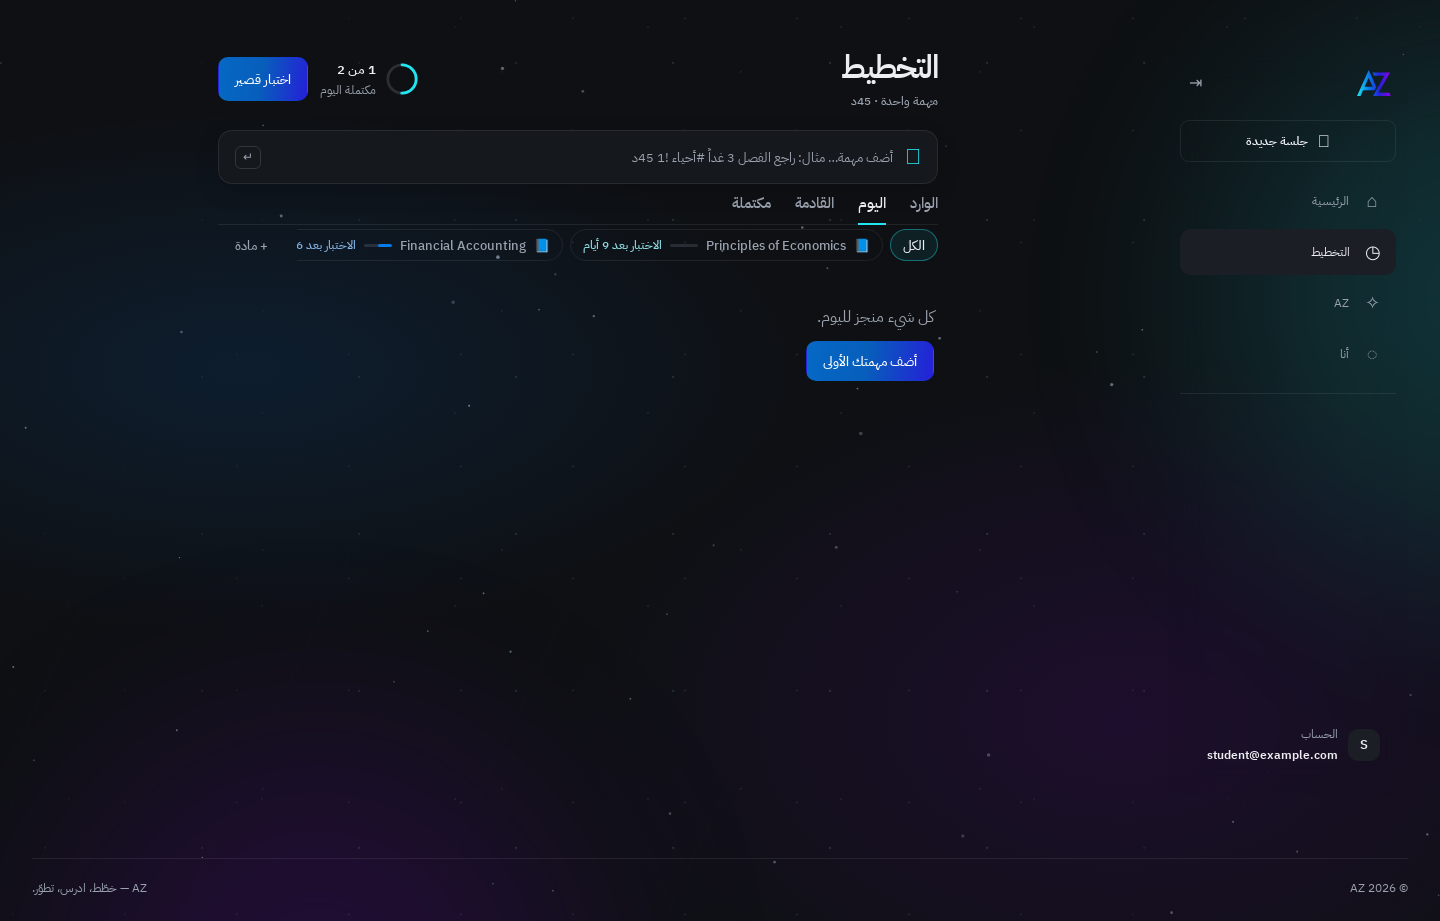 AZ
⇥
جلسة جديدة
الرئيسية
التخطيط
AZ
أنا
الحساب
S
student@example.com
التخطيط
مهمة واحدة · 45د
1 من 2
مكتملة اليوم
اختبار قصير
أضف مهمة... مثال: راجع الفصل 3 غداً #أحياء !1 45د
↵
الوارد
اليوم
القادمة
مكتملة
الكل
Principles of Economics الاختبار بعد 9 أيام
Financial Accounting الاختبار بعد 6
+ مادة
كل شيء منجز لليوم.
أضف مهمتك الأولى
© 2026 AZ
AZ — خطّط، ادرس، تطوّر.